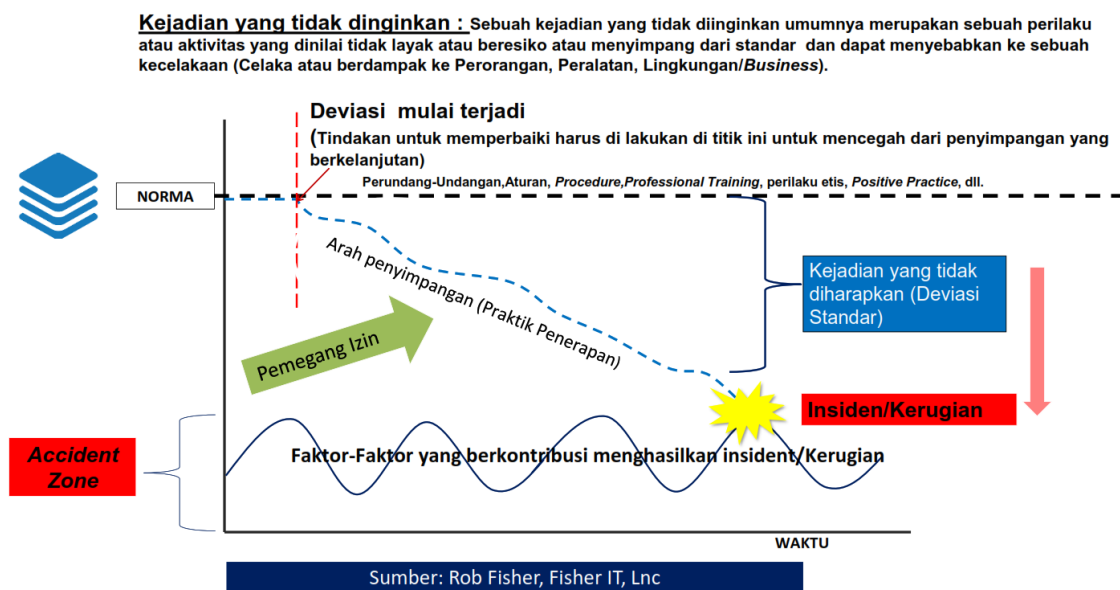 Kejadian yang tidak dinginkan : Sebuah kejadian yang tidak diinginkan umumnya merupakan sebuah perilaku
atau aktivitas yang dinilai tidak layak atau beresiko atau menyimpang dari standar dan dapat menyebabkan ke sebuah
kecelakaan (Celaka atau berdampak ke Perorangan, Peralatan, Lingkungan/Business).
Deviasi mulai terjadi
(Tindakan untuk memperbaiki harus di lakukan di titik ini untuk mencegah dari penyimpangan yang
berkelanjutan)
Perundang-Undangan,Aturan, Procedure,Professional Training, perilaku etis, Positive Practice, dll.
NORMA
Arah penyimpangan (Praktik Penerapan)
Kejadian yang tidak
diharapkan (Deviasi
Standar)
Pemegang Izin
Insiden/Kerugian
Accident
Zone
Faktor-Faktor yang berkontribusi menghasilkan insident/Kerugian
WAKTU
Sumber: Rob Fisher, Fisher IT, Lnc